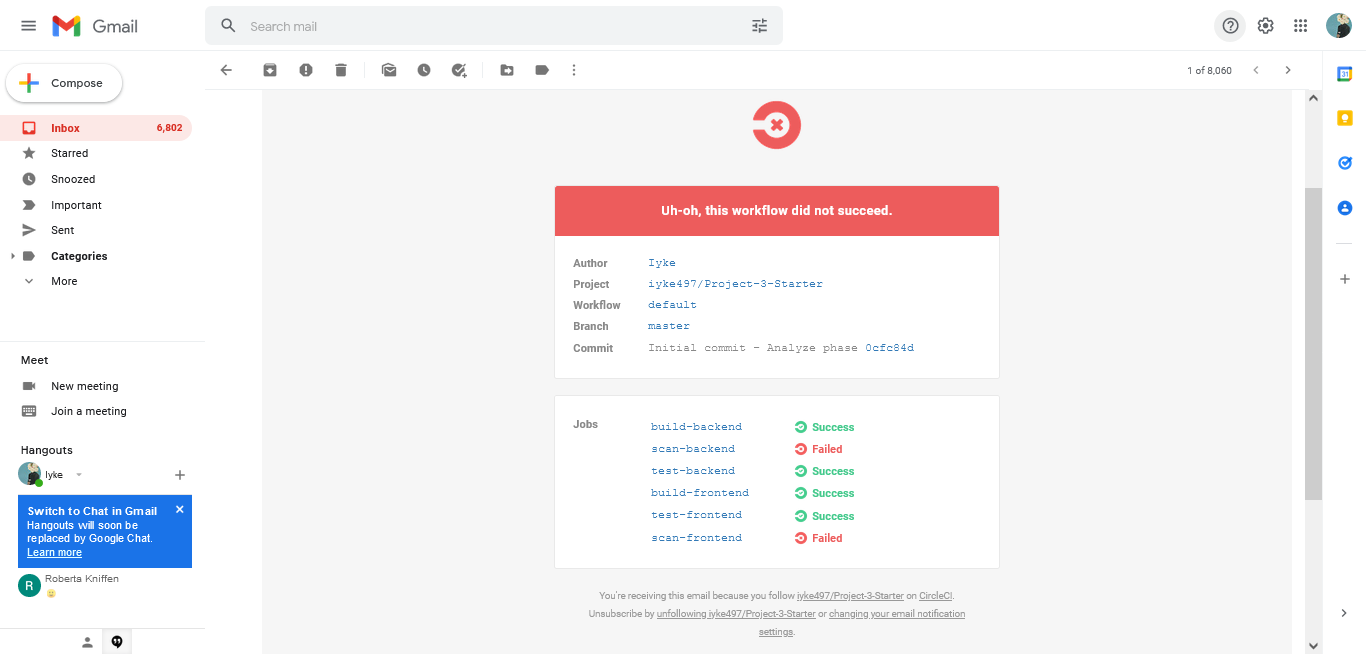 Gmail
Search mail
Compose
1 of 8,060
Inbox 6,802
Starred
Snoozed
Important
Sent
Categories
More
Meet
New meeting
Join a meeting
Hangouts
Iyke
Switch to Chat in Gmail
Hangouts will soon be
replaced by Google Chat.
Learn more
R
Roberta Kniffen
Uh-oh, this workflow did not succeed.
Author Iyke
Project iyke497/Project-3-Starter
Workflow default
Branch master
Commit Initial commit - Analyze phase 0cfc84d
Jobs
build-backend Success
scan-backend Failed
test-backend Success
build-frontend Success
test-frontend Success
scan-frontend Failed
You're receiving this email because you follow iyke497/Project-3-Starter on CircleCI.
Unsubscribe by unfollowing iyke497/Project-3-Starter or changing your email notification
settings.
31